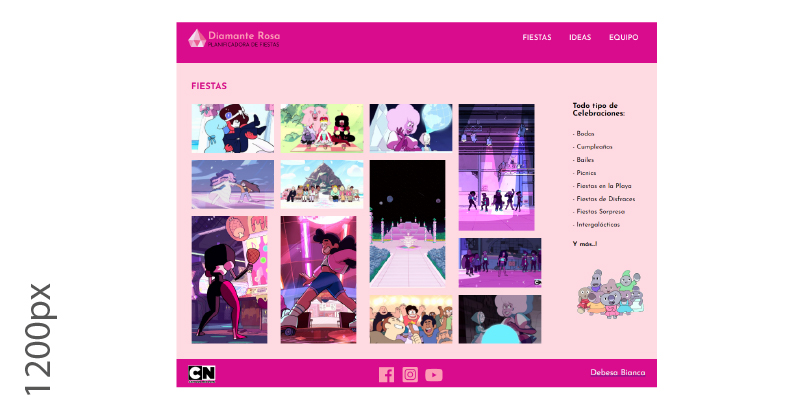 Diamante Rosa
PLANIFICADORA DE FIESTAS
FIESTAS IDEAS EQUIPO
FIESTAS
Todo tipo de
Celebraciones:
- Bodas
- Cumpleaños
- Bailes
- Picnics
- Fiestas en la Playa
- Fiestas de Disfraces
- Fiestas Sorpresa
- Intergalácticas
Y más..!
CN
Debesa Bianca
1200px